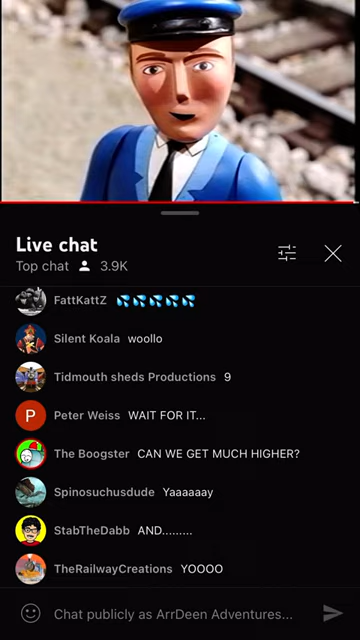 Live chat
Top chat 3.9K
FattKattZ 💦💦💦💦💦
Silent Koala woollo
Tidmouth sheds Productions 9
P Peter Weiss WAIT FOR IT...
The Boogster CAN WE GET MUCH HIGHER?
Spinosuchusdude Yaaaaaay
StabTheDabb AND.........
TheRailwayCreations YOOOO
Chat publicly as ArrDeen Adventures...